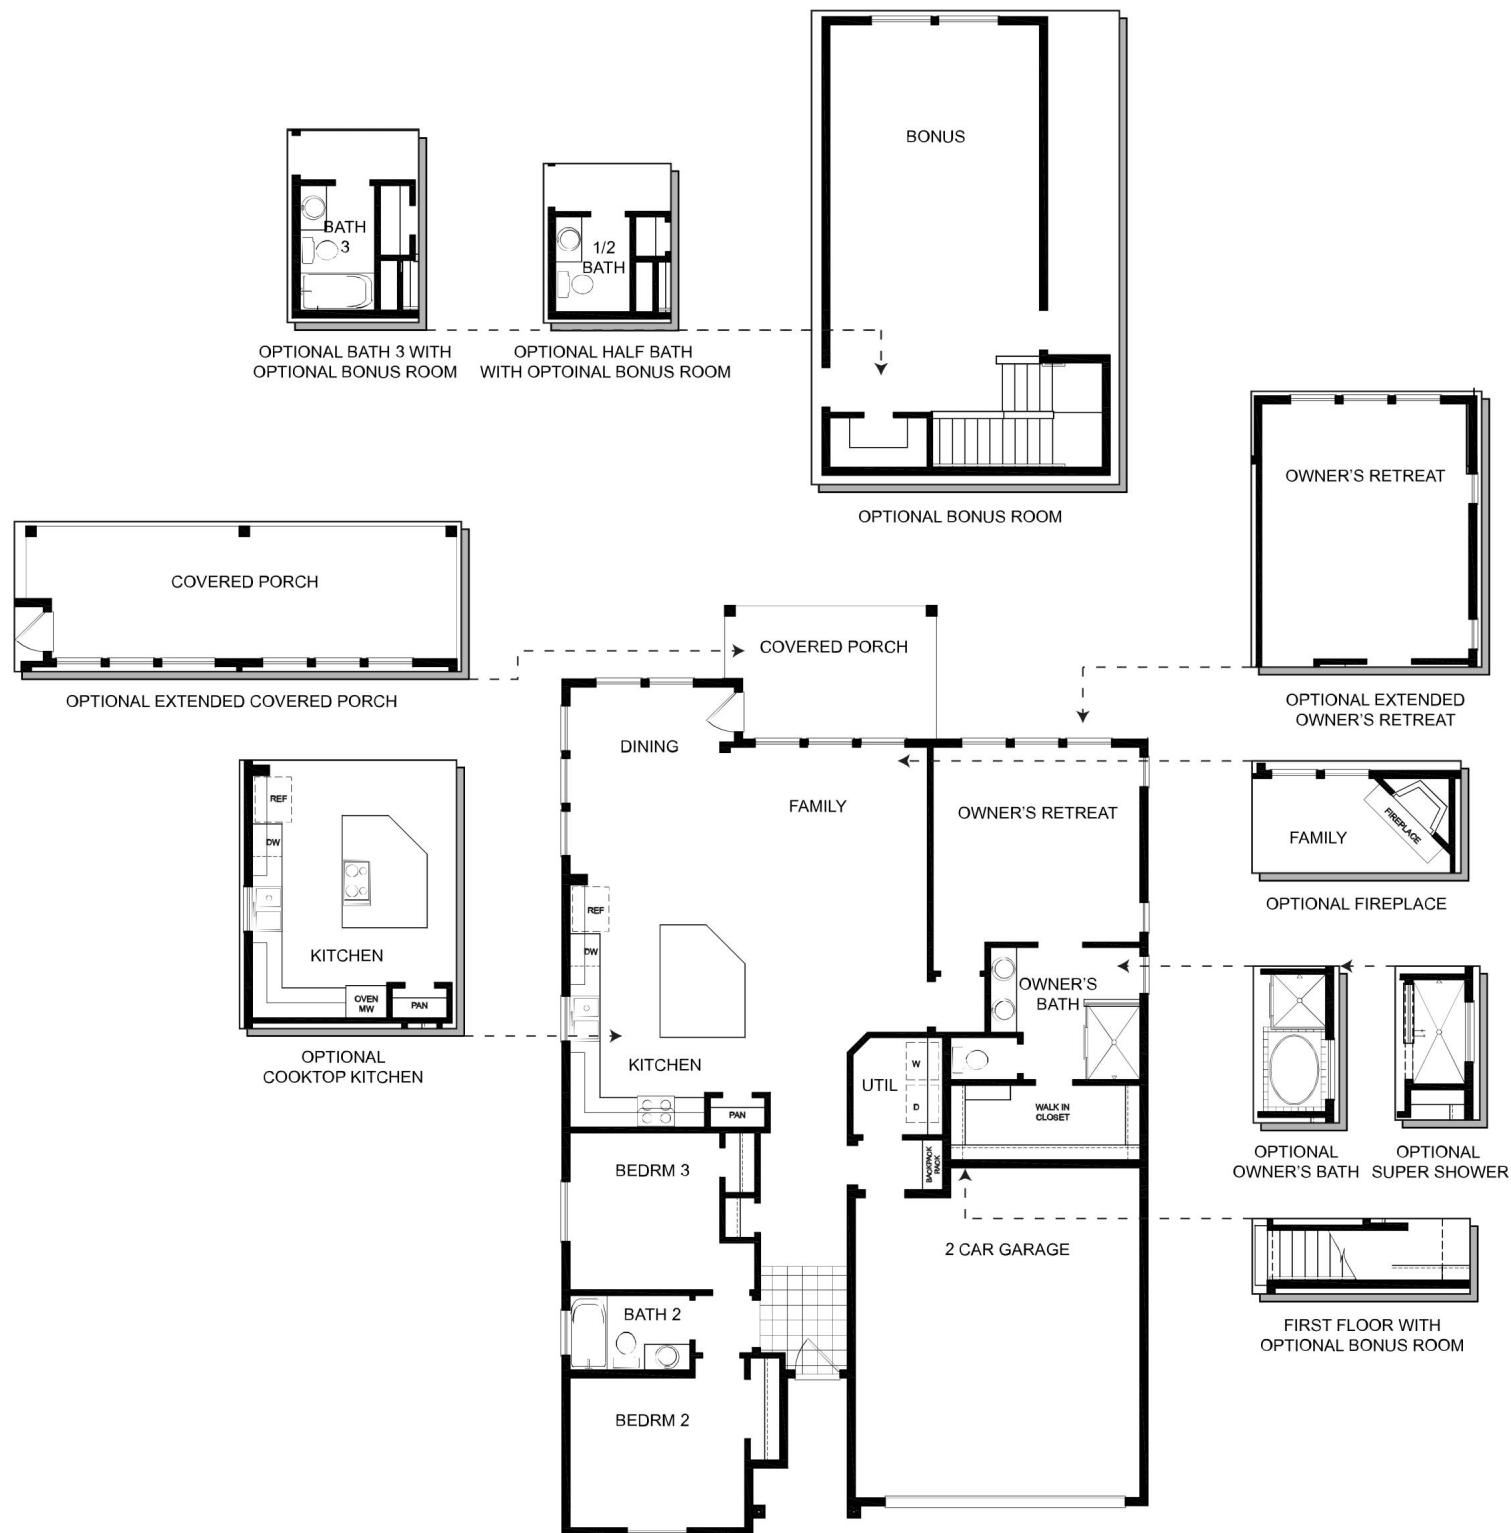 BONUS
BATH
3
1/2
BATH
OPTIONAL BATH 3 WITH
OPTIONAL BONUS ROOM
OPTIONAL HALF BATH
WITH OPTOINAL BONUS ROOM
OPTIONAL BONUS ROOM
OWNER'S RETREAT
OPTIONAL EXTENDED
OWNER'S RETREAT
COVERED PORCH
OPTIONAL EXTENDED COVERED PORCH
COVERED PORCH
DINING
FAMILY
OWNER'S RETREAT
REF
DW
KITCHEN
OVEN
MW
PAN
OPTIONAL
COOKTOP KITCHEN
FIREPLACE
FAMILY
OPTIONAL FIREPLACE
REF
DW
KITCHEN
PAN
OWNER'S
BATH
UTIL
W
D
WALK IN
CLOSET
BACKPACK
RACK
OPTIONAL
OWNER'S BATH
OPTIONAL
SUPER SHOWER
BEDRM 3
2 CAR GARAGE
BATH 2
FIRST FLOOR WITH
OPTIONAL BONUS ROOM
BEDRM 2